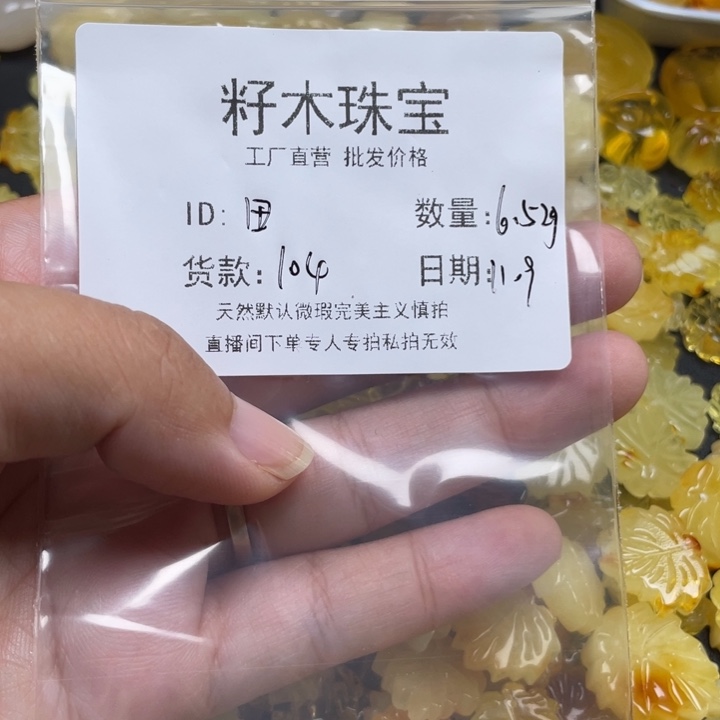 籽木珠宝
工厂直营 批发价格
ID: 田 数量: 6.52g
货款: 104 日期: 11.9
天然默认微瑕完美主义慎拍
直播间下单专人专拍私拍无效